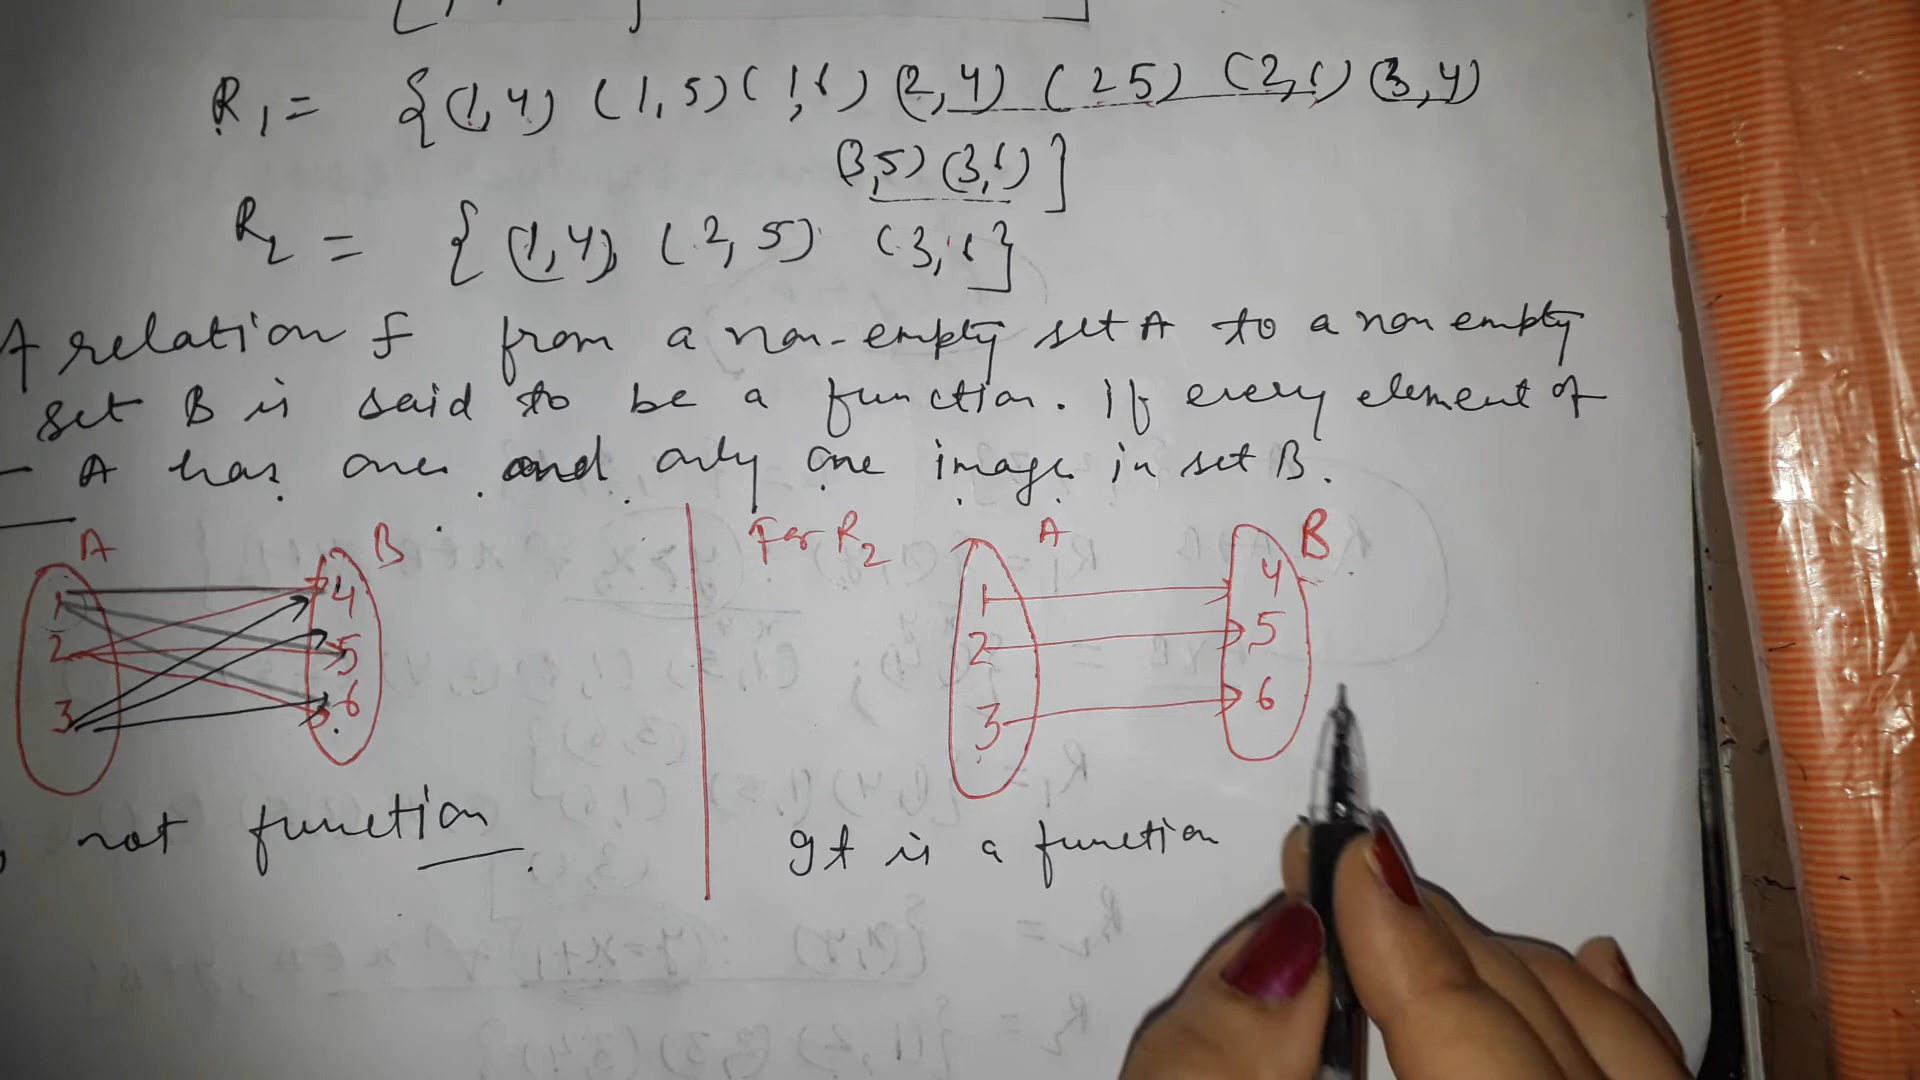 R1 = {(1,4) (1,5) (1,6) (2,4) (2 5) (2,6) (3,4)
(3,5) (3,6)]
R2 = {(1,4), (2,5) (3,6]
A relation f from a non-empty set A to a non empty
set B is said to be a function. If every element of
A has one and only one image in set B.
A B
1 4
2 5
3 6
not function
For R2 A B
1 4
2 5
3 6
It is a function